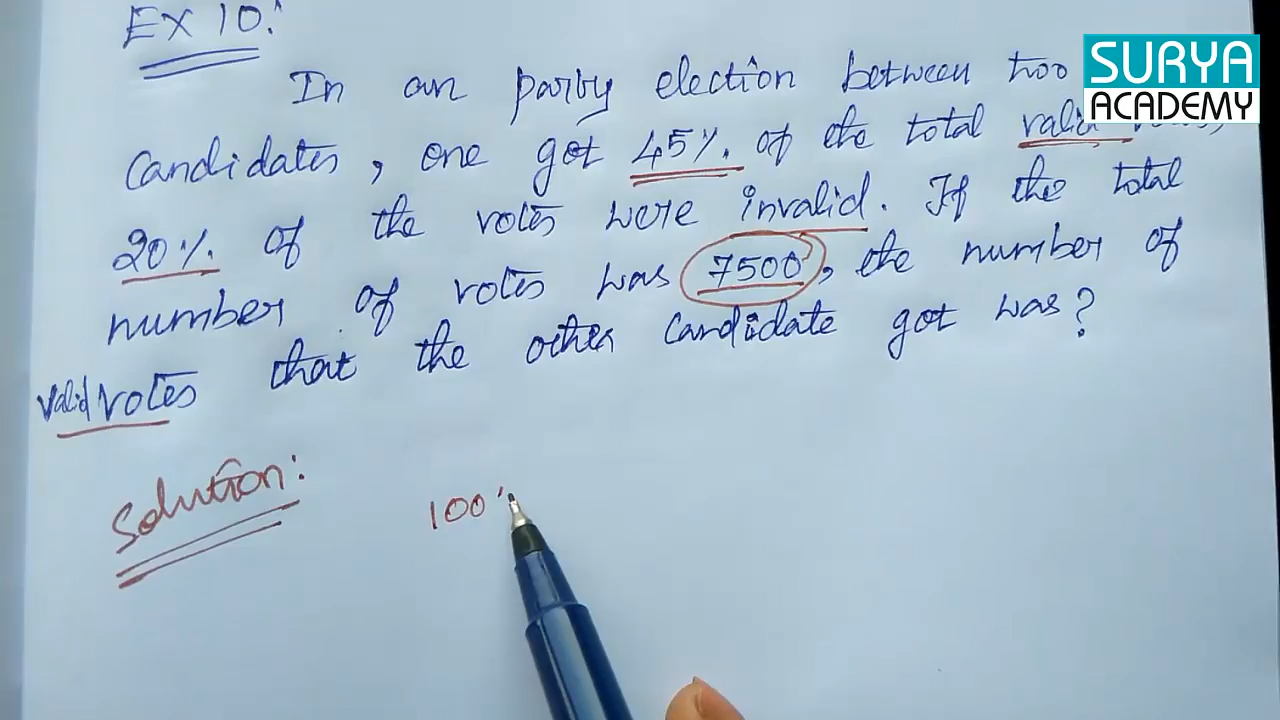 EX 10:
SURYA
ACADEMY
In an party election between two
candidates, one got 45% of the total valid votes,
20% of the votes were invalid. If the total
number of votes was 7500, the number of
valid votes that the other candidate got was?
Solution:
100%